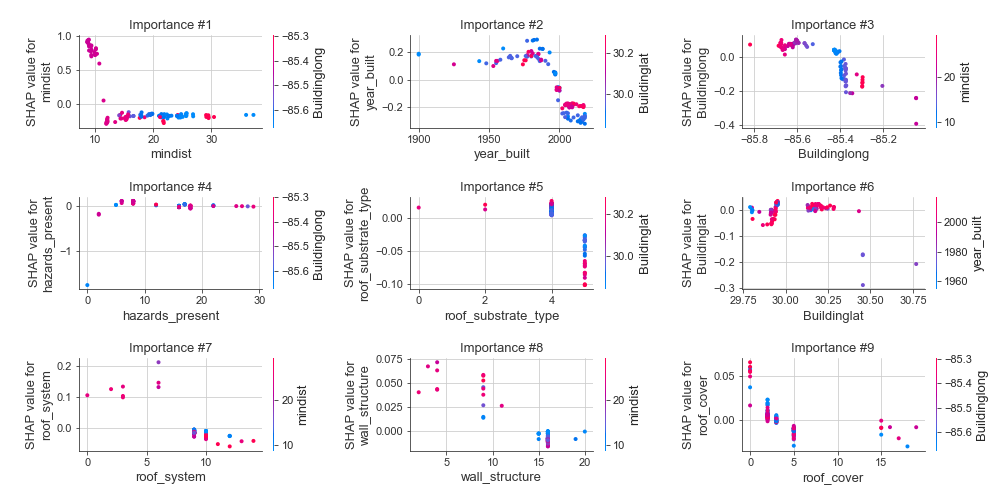 Importance #1
SHAP value for
mindist
1.0
0.5
0.0
10
20
30
mindist
−85.3
−85.4
−85.5
−85.6
Buildinglong
Importance #2
SHAP value for
year_built
0.2
0.0
−0.2
1900
1950
2000
year_built
30.2
30.0
Buildinglat
Importance #3
SHAP value for
Buildinglong
0.0
−0.2
−0.4
−85.8
−85.6
−85.4
−85.2
Buildinglong
20
10
mindist
Importance #4
SHAP value for
hazards_present
0
−1
0
10
20
30
hazards_present
−85.3
−85.4
−85.5
−85.6
Buildinglong
Importance #5
SHAP value for
roof_substrate_type
0.00
−0.05
−0.10
0
2
4
roof_substrate_type
30.2
30.0
Buildinglat
Importance #6
SHAP value for
Buildinglat
0.0
−0.1
−0.2
−0.3
29.75
30.00
30.25
30.50
30.75
Buildinglat
2000
1980
1960
year_built
Importance #7
SHAP value for
roof_system
0.2
0.1
0.0
0
5
10
roof_system
20
10
mindist
Importance #8
SHAP value for
wall_structure
0.075
0.050
0.025
0.000
5
10
15
20
wall_structure
20
10
mindist
Importance #9
SHAP value for
roof_cover
0.05
0.00
0
5
15
roof_cover
−85.3
−85.4
−85.5
−85.6
Buildinglong